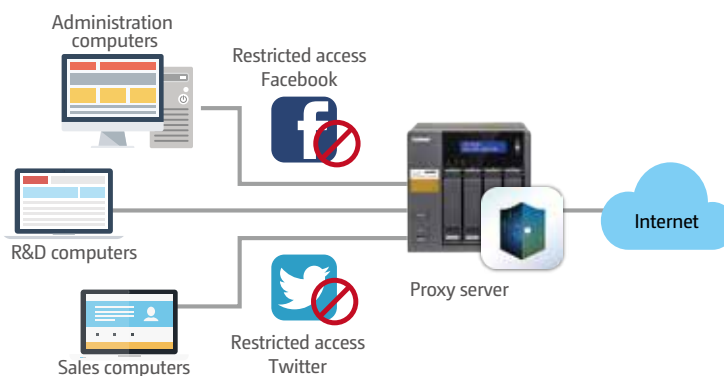 Administration
computers
Restricted access
Facebook
R&D computers
Proxy server
Internet
Sales computers
Restricted access
Twitter